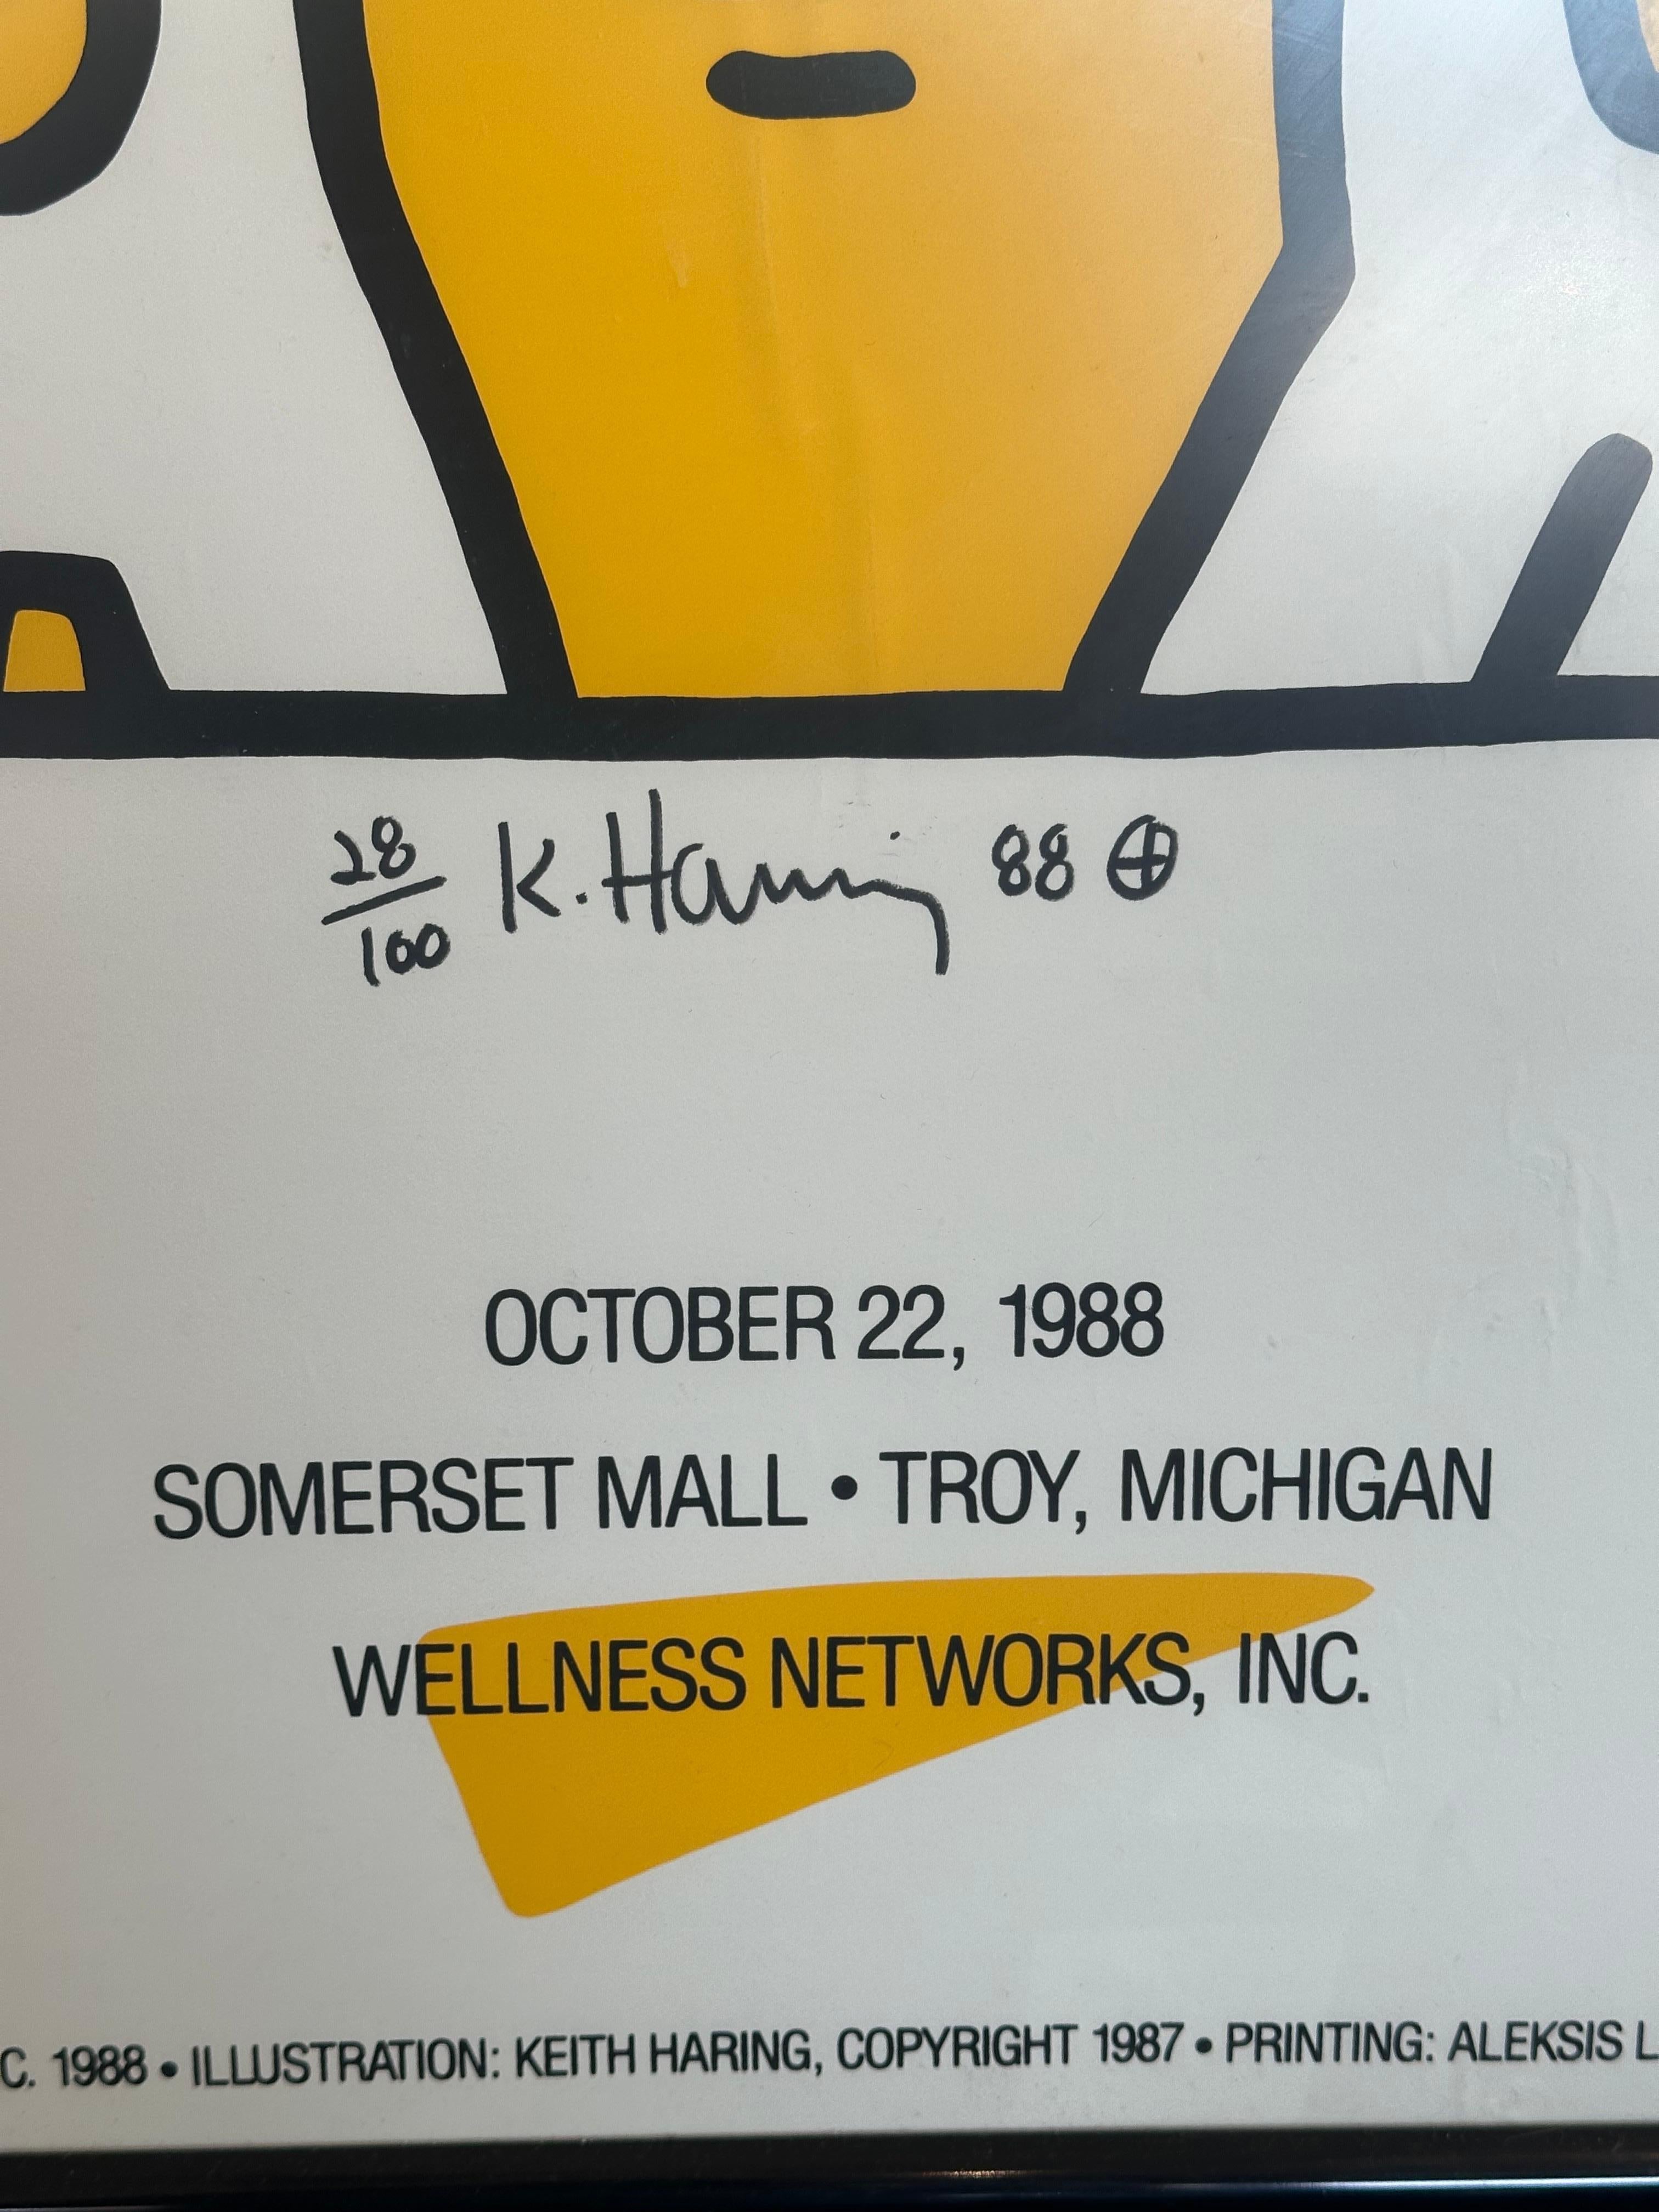 28/100 K. Haring 88 ⊕
OCTOBER 22, 1988
SOMERSET MALL • TROY, MICHIGAN
WELLNESS NETWORKS, INC.
C. 1988 • ILLUSTRATION: KEITH HARING, COPYRIGHT 1987 • PRINTING: ALEKSIS L